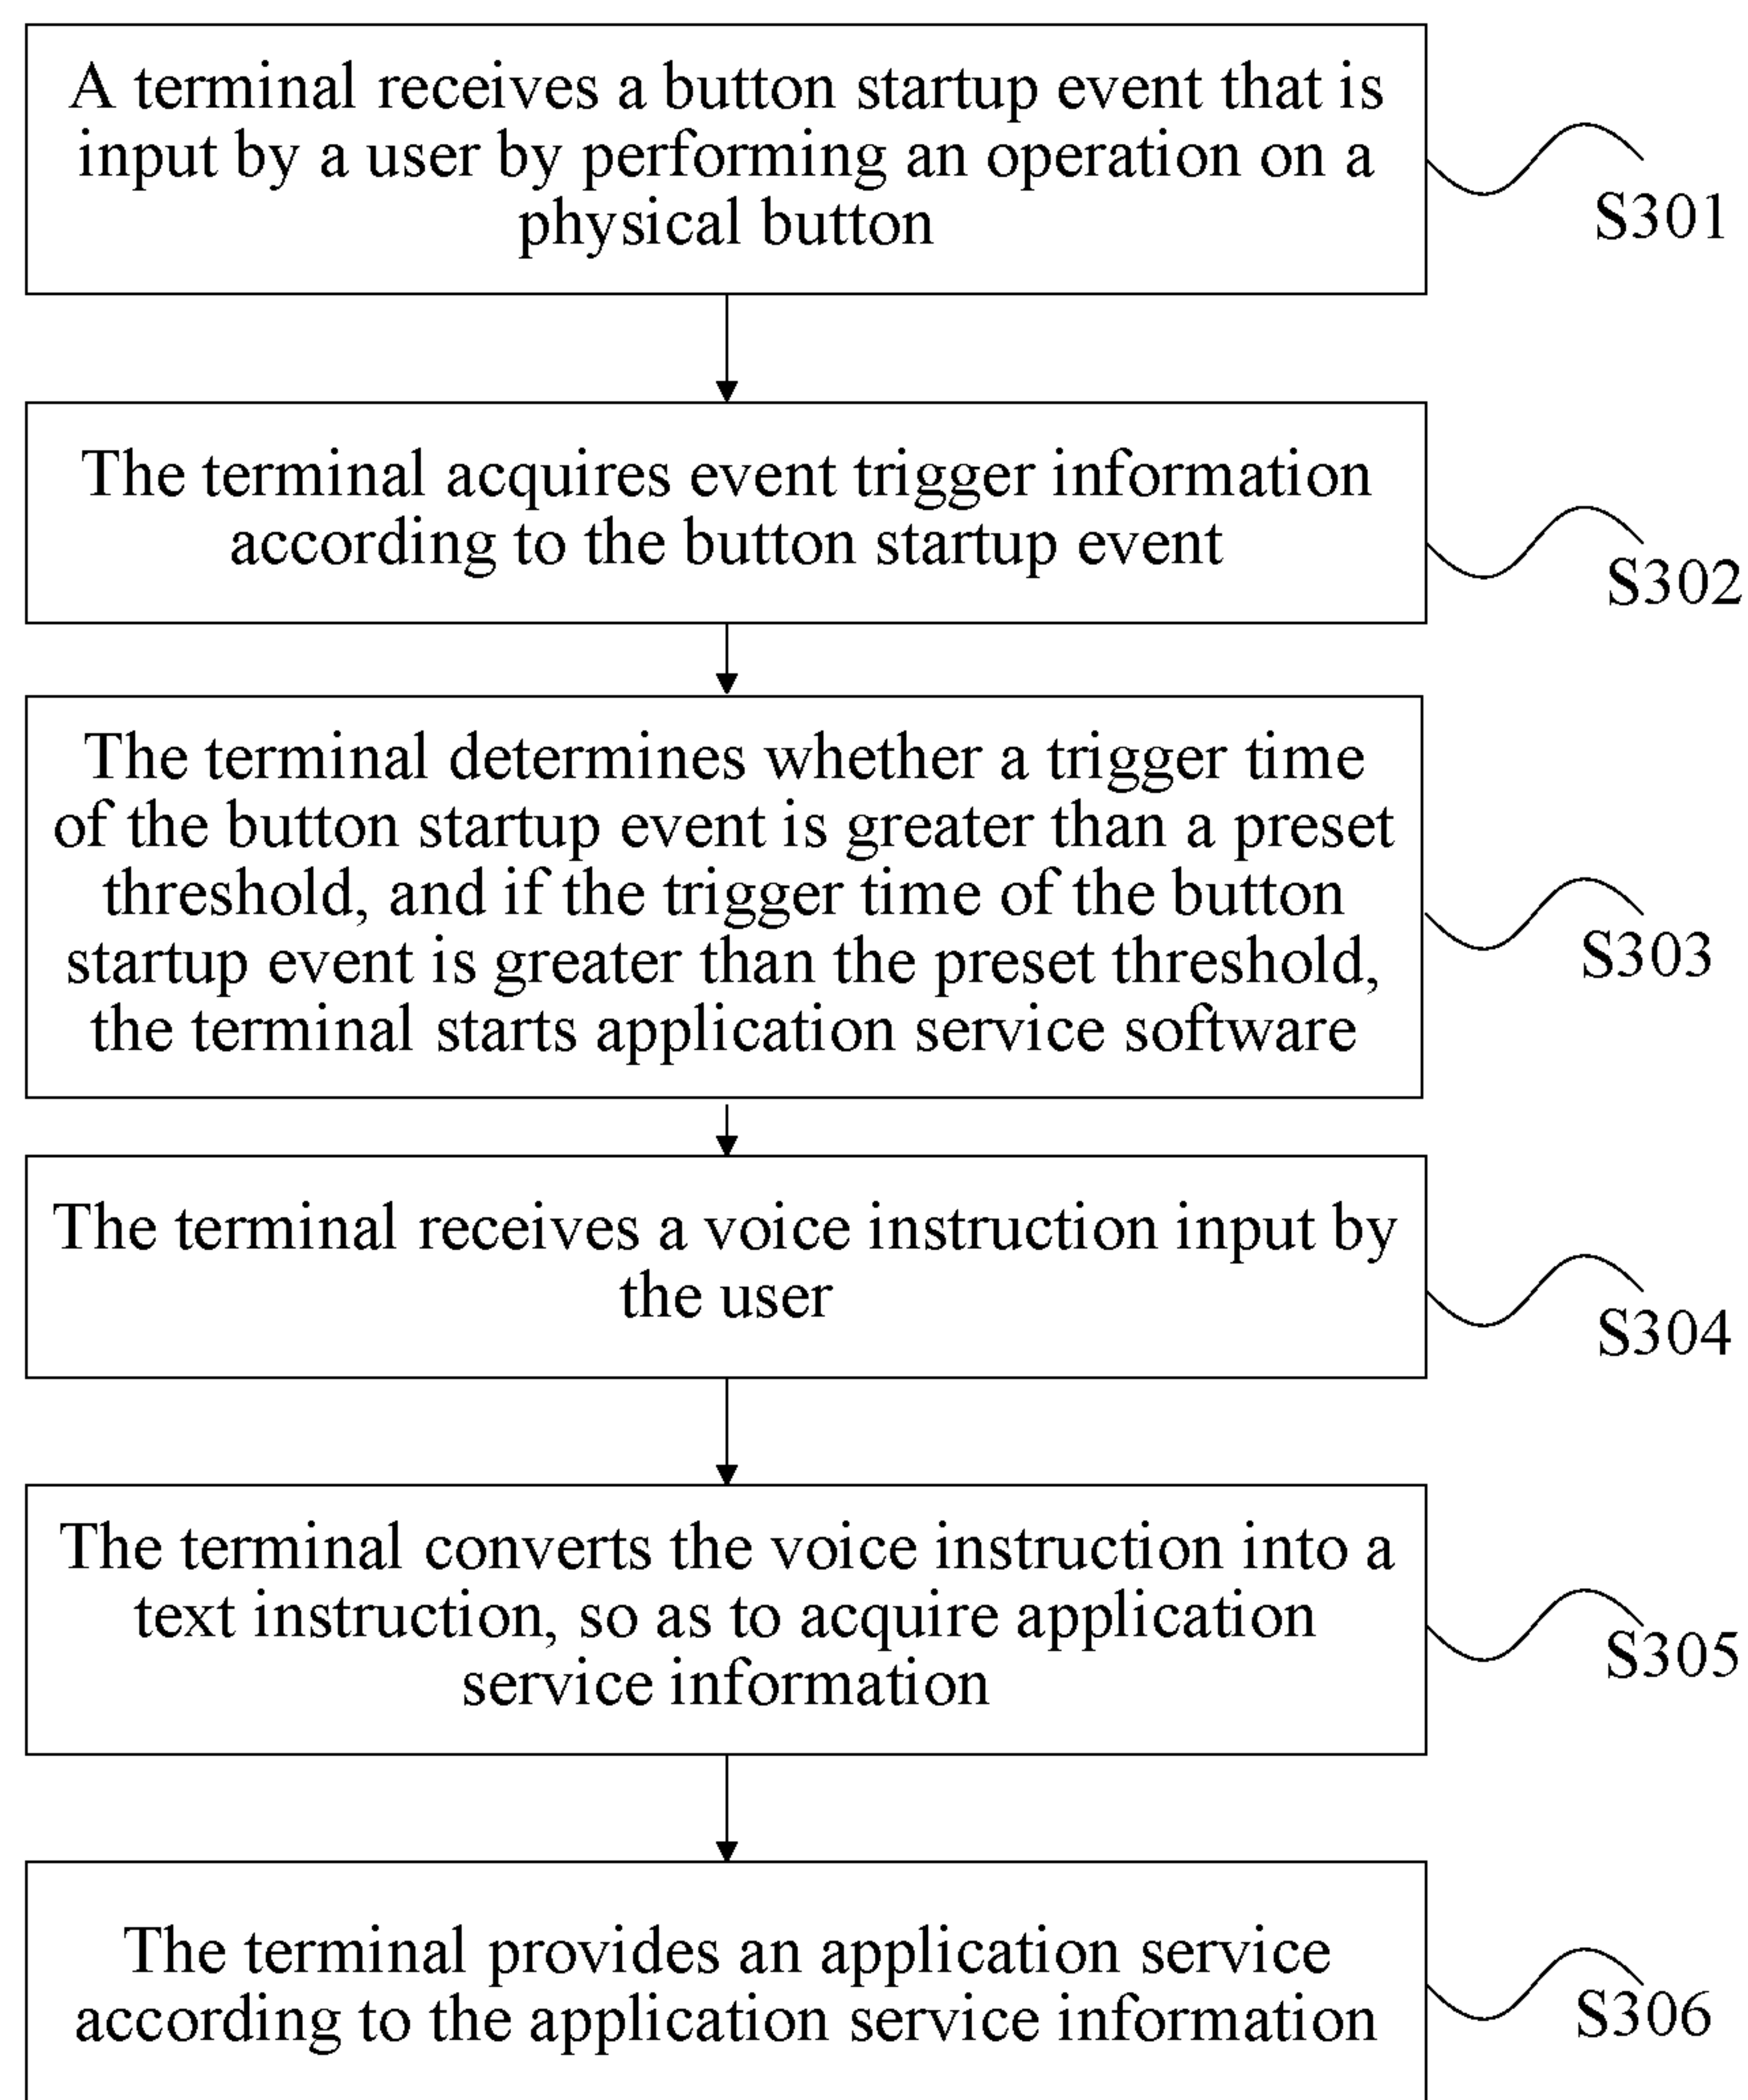 A terminal receives a button startup event that is
input by a user by performing an operation on a
physical button
S301
The terminal acquires event trigger information
according to the button startup event
S302
The terminal determines whether a trigger time
of the button startup event is greater than a preset
threshold, and if the trigger time of the button
startup event is greater than the preset threshold,
the terminal starts application service software
S303
The terminal receives a voice instruction input by
the user
S304
The terminal converts the voice instruction into a
text instruction, so as to acquire application
service information
S305
The terminal provides an application service
according to the application service information
S306